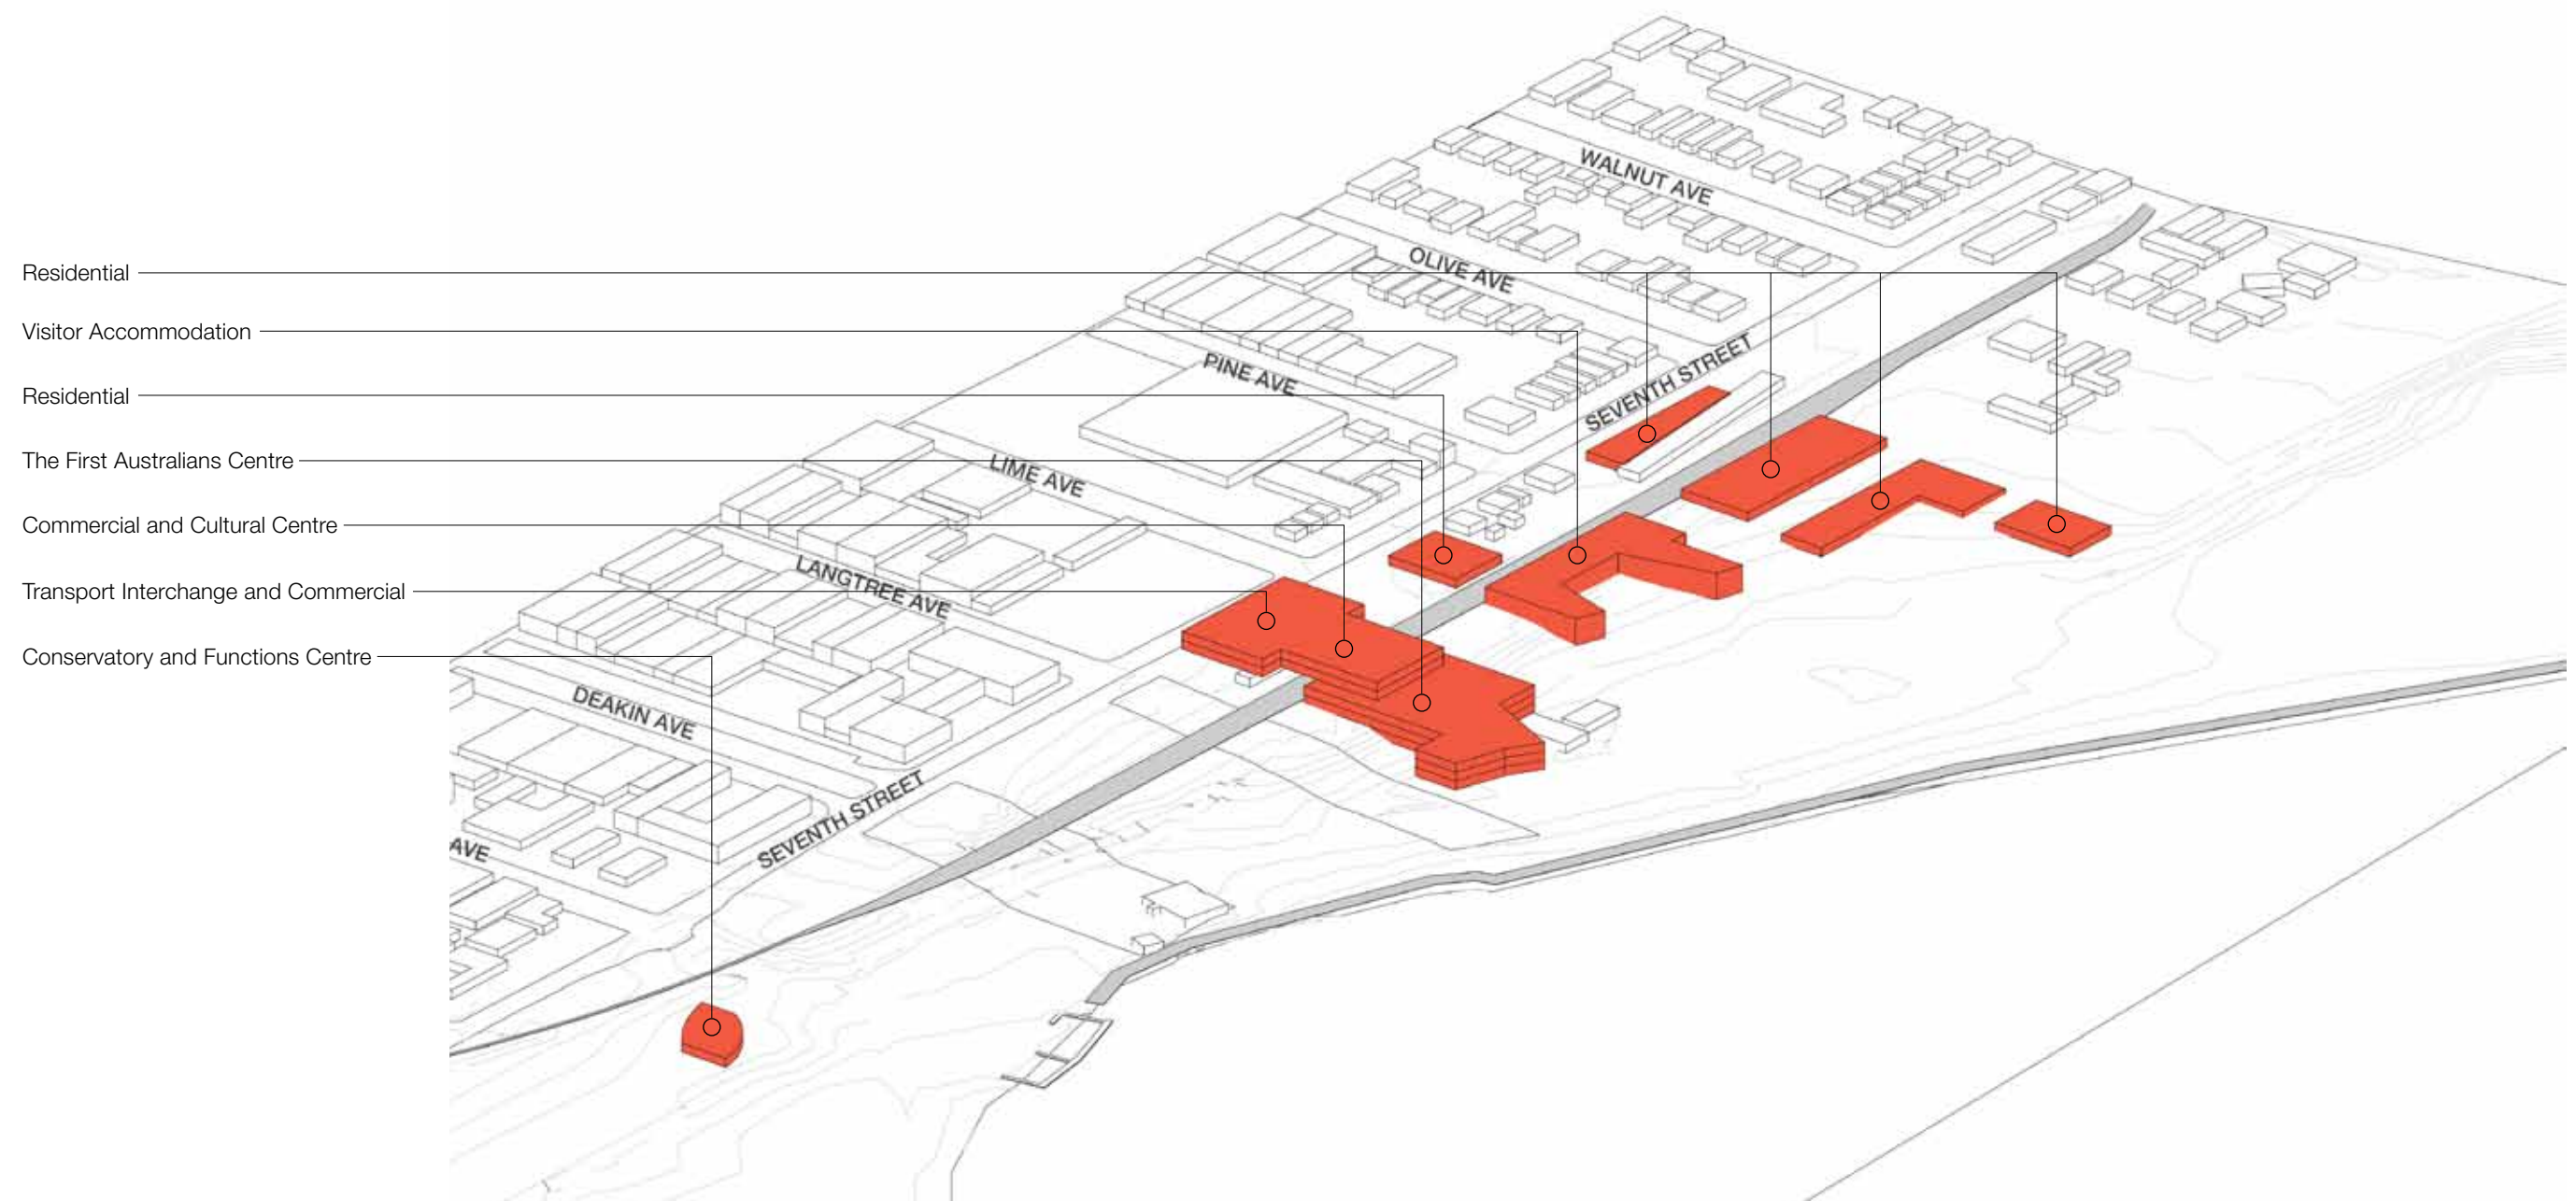 Residential
Visitor Accommodation
Residential
The First Australians Centre
Commercial and Cultural Centre
Transport Interchange and Commercial
Conservatory and Functions Centre
WALNUT AVE
OLIVE AVE
SEVENTH STREET
PINE AVE
LIME AVE
LANGTREE AVE
DEAKIN AVE
SEVENTH STREET
AVE